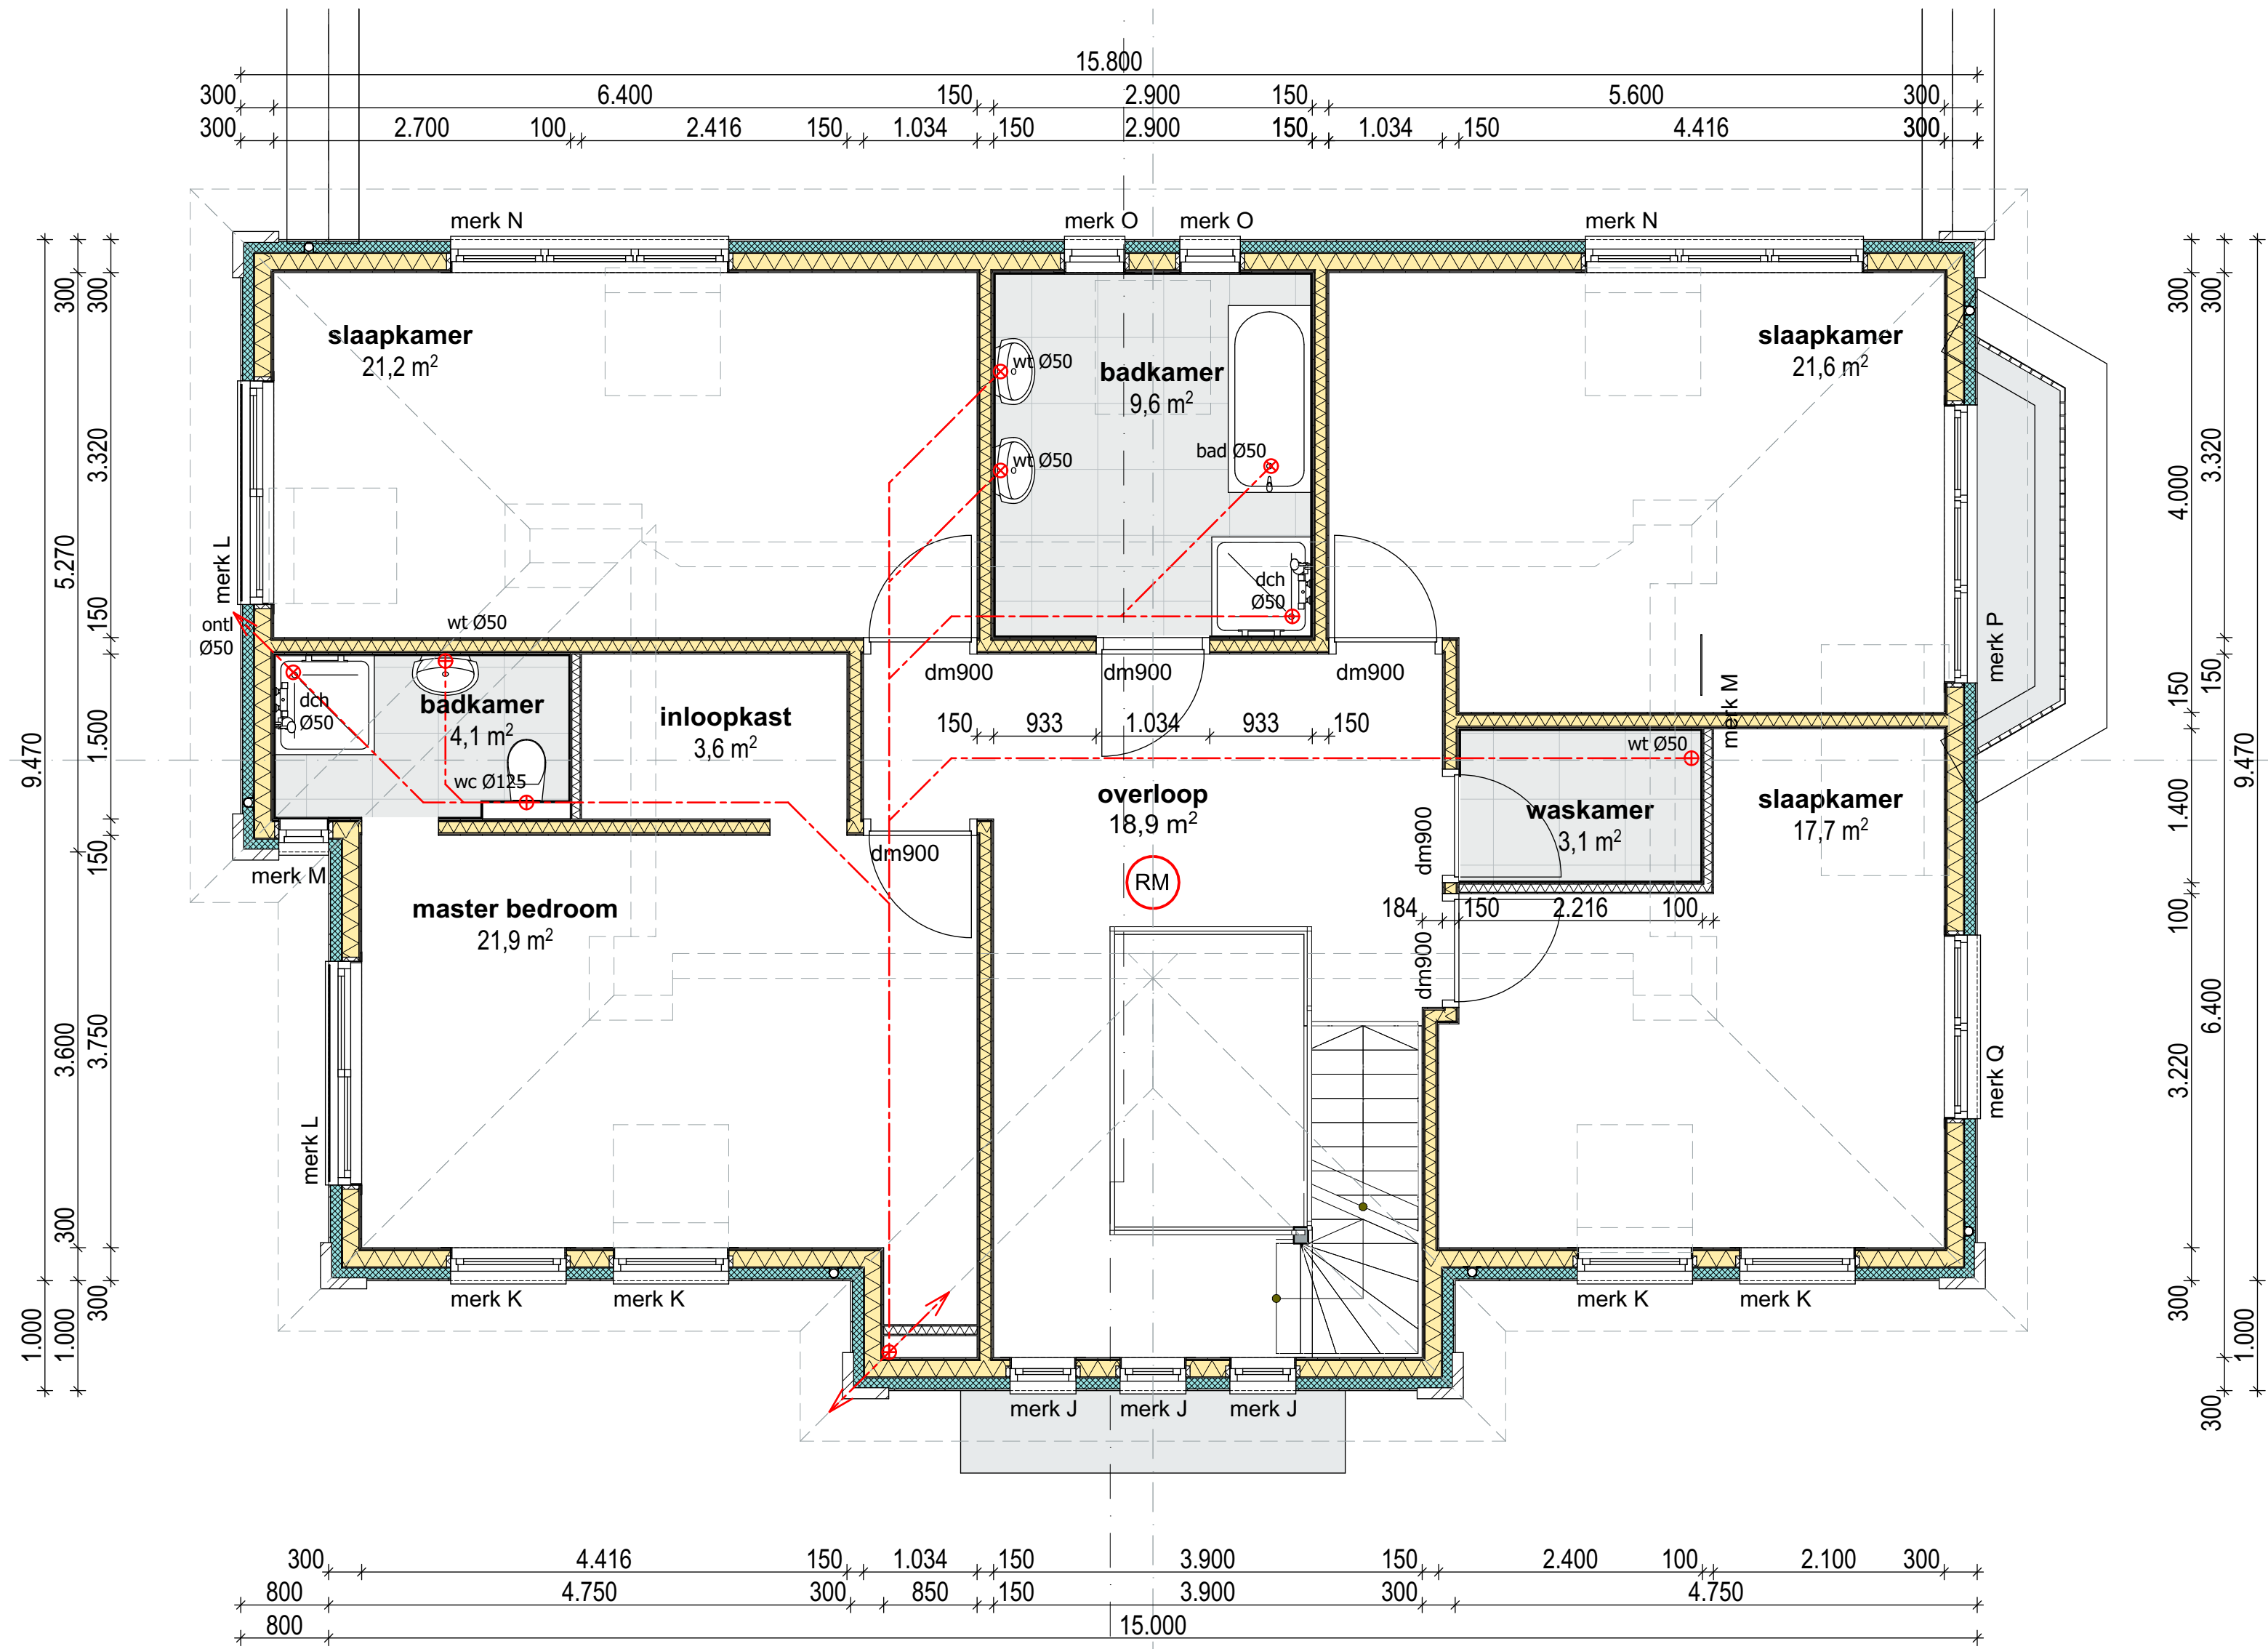 15.800
300 6.400 150 2.900 150 5.600 300
300 2.700 100 2.416 150 1.034 150 2.900 150 1.034 150 4.416 300
merk N merk O merk O merk N
slaapkamer
21,2 m²
badkamer
9,6 m²
slaapkamer
21,6 m²
wt Ø50
wt Ø50
bad Ø50
dch
Ø50
merk L
ontl
Ø50
wt Ø50
dch
Ø50
badkamer
4,1 m²
wc Ø125
inloopkast
3,6 m²
dm900 dm900 dm900
150 933 1.034 933 150
merk P
merk M
wt Ø50
overloop
18,9 m²
RM
waskamer
3,1 m²
slaapkamer
17,7 m²
dm900
dm900
184 150 2.216 100
dm900
merk M
master bedroom
21,9 m²
merk L
merk Q
merk K merk K merk K merk K
merk J merk J merk J
9.470
1.000
300
5.270
3.600
1.000
300
3.320
150
1.500
150
3.750
300
300
300
4.000
150
1.400
100
3.220
300
300
3.320
150
6.400
300
9.470
1.000
300 4.416 150 1.034 150 3.900 150 2.400 100 2.100 300
800 4.750 300 850 150 3.900 300 4.750
800 15.000